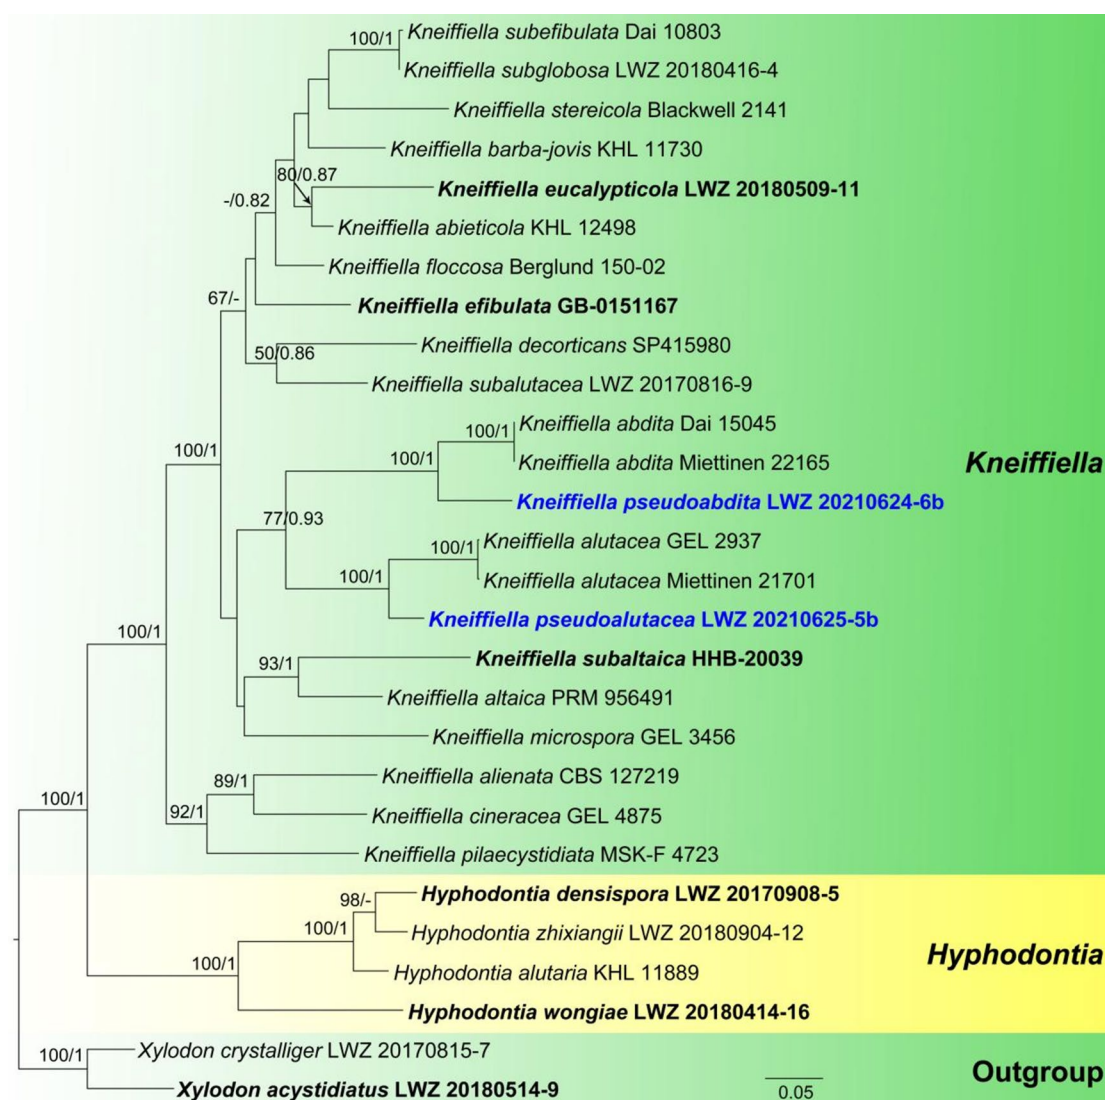 100/1
Kneiffiella subefibulata Dai 10803
Kneiffiella subglobosa LWZ 20180416-4
Kneiffiella stereicola Blackwell 2141
Kneiffiella barba-jovis KHL 11730
80/0.87
Kneiffiella eucalypticola LWZ 20180509-11
-/0.82
Kneiffiella abieticola KHL 12498
Kneiffiella floccosa Berglund 150-02
67/-
Kneiffiella efibulata GB-0151167
Kneiffiella decorticans SP415980
50/0.86
Kneiffiella subalutacea LWZ 20170816-9
100/1
Kneiffiella abdita Dai 15045
100/1
100/1
Kneiffiella abdita Miettinen 22165
Kneiffiella
Kneiffiella pseudoabdita LWZ 20210624-6b
77/0.93
Kneiffiella alutacea GEL 2937
100/1
100/1
Kneiffiella alutacea Miettinen 21701
Kneiffiella pseudoalutacea LWZ 20210625-5b
100/1
93/1
Kneiffiella subaltaica HHB-20039
Kneiffiella altaica PRM 956491
Kneiffiella microspora GEL 3456
89/1
Kneiffiella alienata CBS 127219
100/1
92/1
Kneiffiella cineracea GEL 4875
Kneiffiella pilaecystidiata MSK-F 4723
98/-
Hyphodontia densispora LWZ 20170908-5
100/1
Hyphodontia zhixiangii LWZ 20180904-12
Hyphodontia
100/1
Hyphodontia alutaria KHL 11889
Hyphodontia wongiae LWZ 20180414-16
100/1
Xylodon crystalliger LWZ 20170815-7
Outgroup
Xylodon acystidiatus LWZ 20180514-9
0.05